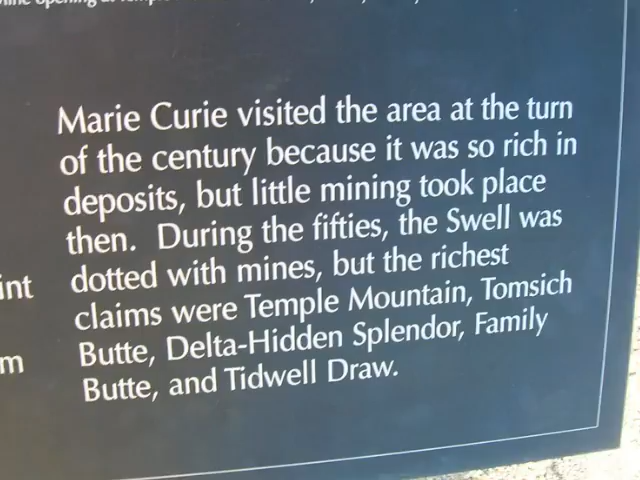 Marie Curie visited the area at the turn
of the century because it was so rich in
deposits, but little mining took place
then. During the fifties, the Swell was
int dotted with mines, but the richest
claims were Temple Mountain, Tomsich
m Butte, Delta-Hidden Splendor, Family
Butte, and Tidwell Draw.